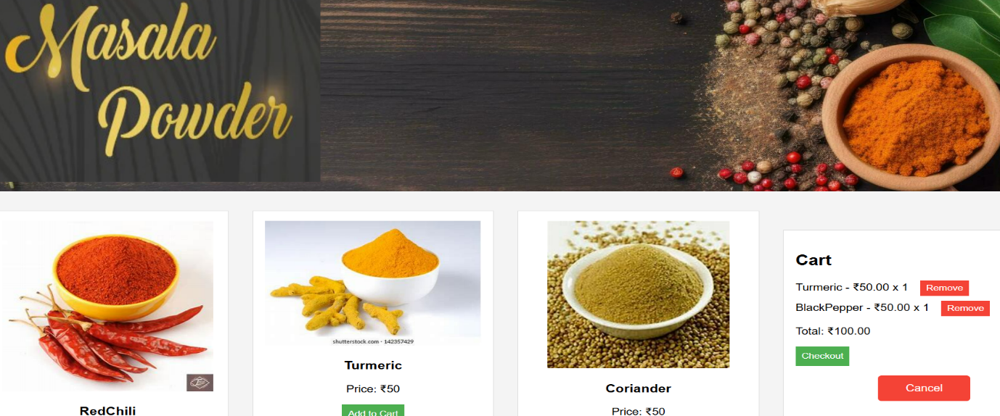 Masala
Powder
shutterstock.com · 142357429
RedChili
Turmeric
Price: ₹50
Add to Cart
Coriander
Price: ₹50
Cart
Turmeric - ₹50.00 x 1 Remove
BlackPepper - ₹50.00 x 1 Remove
Total: ₹100.00
Checkout
Cancel